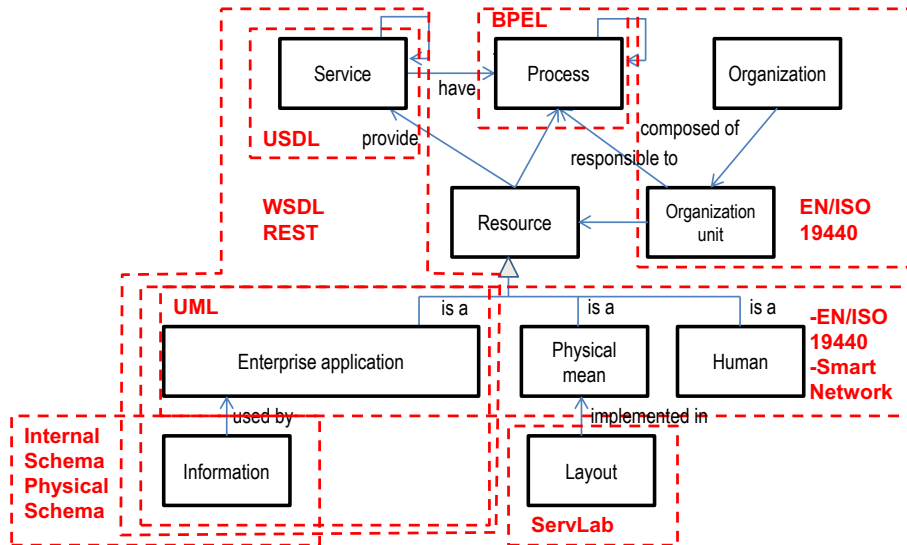 BPEL
Service
Process
Organization
have
USDL
provide
composed of
responsible to
WSDL
REST
Resource
Organization
unit
EN/ISO
19440
UML
is a
is a
is a
Enterprise application
Physical
mean
Human
-EN/ISO
19440
-Smart
Network
used by
implemented in
Internal
Schema
Physical
Schema
Information
Layout
ServLab